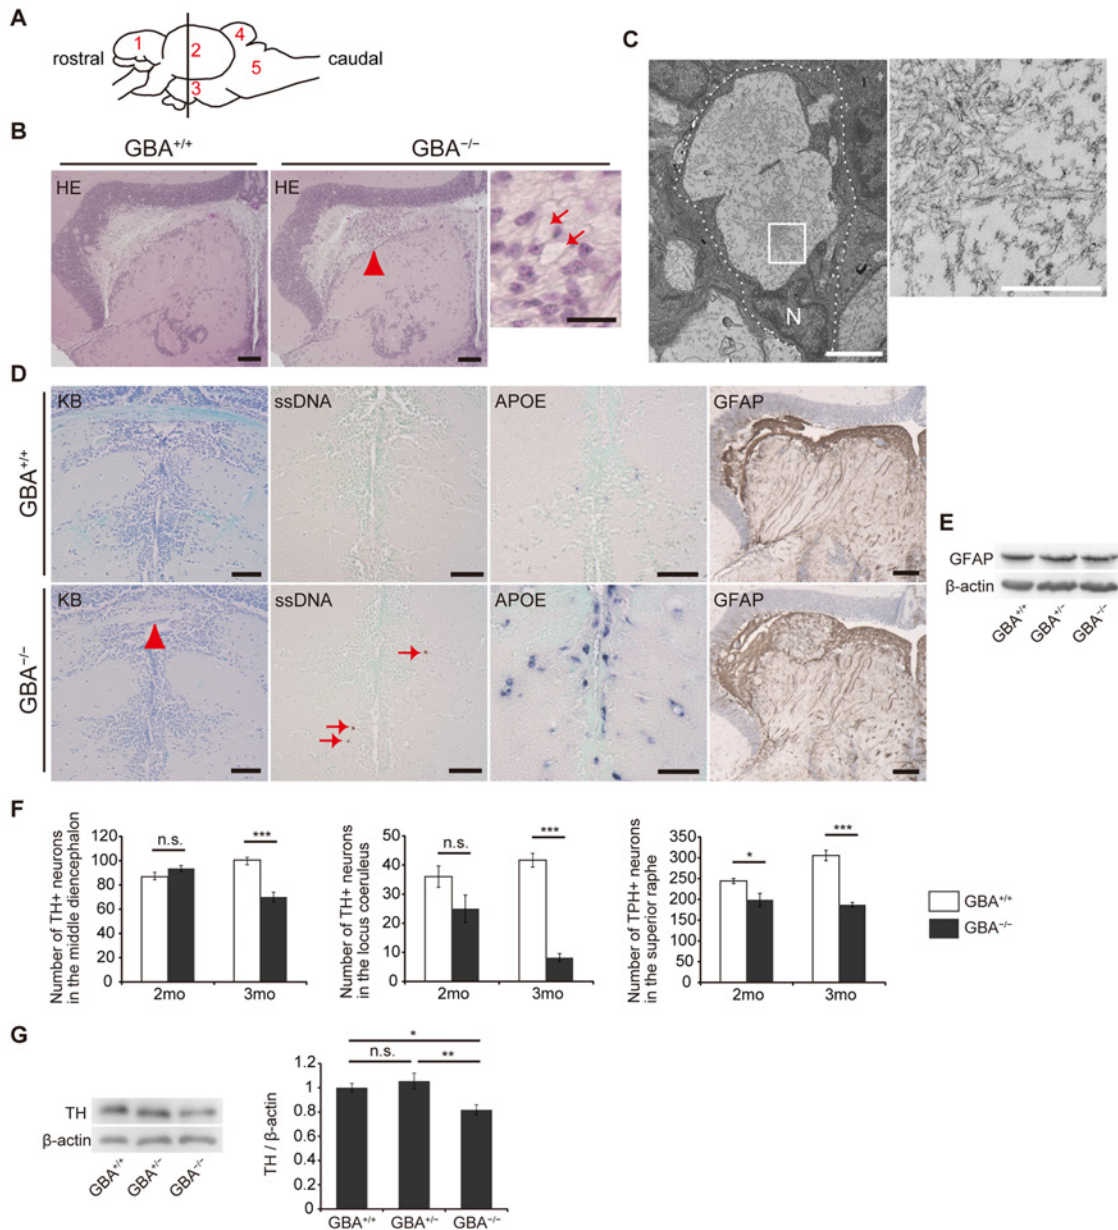 A
1
2
3
4
5
rostral
caudal
B
GBA+/+
GBA−/−
HE
HE
C
N
D
GBA+/+
KB
ssDNA
APOE
GFAP
GBA−/−
KB
ssDNA
APOE
GFAP
E
GFAP
β-actin
GBA+/+
GBA+/−
GBA−/−
F
Number of TH+ neurons
in the middle diencephalon
120
100
80
60
40
20
0
n.s.
***
2mo
3mo
Number of TH+ neurons
in the locus coeruleus
50
40
30
20
10
0
n.s.
***
2mo
3mo
Number of TPH+ neurons
in the superior raphe
350
300
250
200
250
100
50
0
*
***
2mo
3mo
GBA+/+
GBA−/−
G
TH
β-actin
GBA+/+
GBA+/−
GBA−/−
TH / β-actin
1.2
1
0.8
0.6
0.4
0.2
0
*
n.s.
**
GBA+/+
GBA+/−
GBA−/−